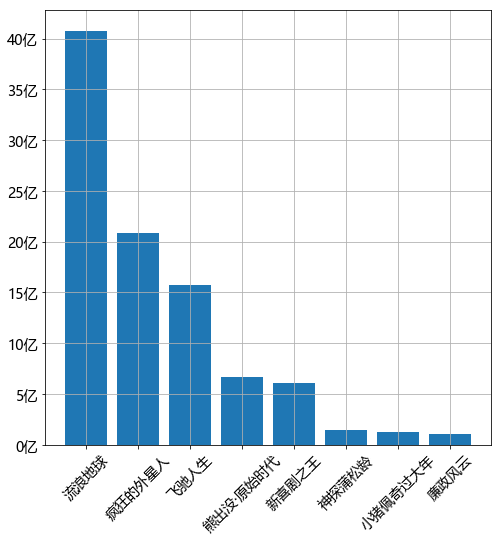 40亿
35亿
30亿
25亿
20亿
15亿
10亿
5亿
0亿
流浪地球
疯狂的外星人
飞驰人生
熊出没·原始时代
新喜剧之王
神探蒲松龄
小猪佩奇过大年
廉政风云